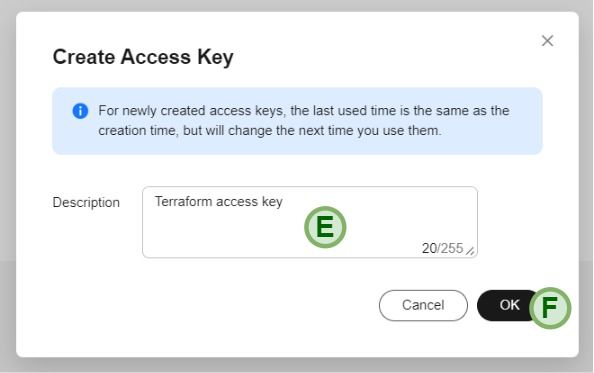 Create Access Key
For newly created access keys, the last used time is the same as the
creation time, but will change the next time you use them.
Description
Terraform access key
E
20/255
Cancel
OK
F